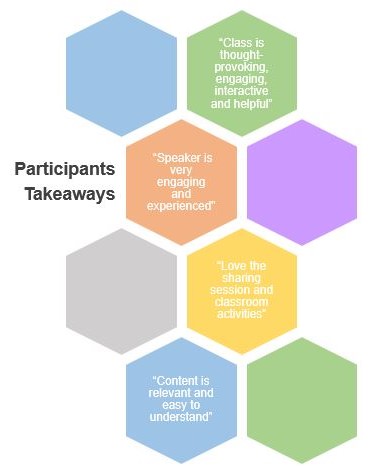 “Class is
thought-
provoking,
engaging,
interactive
and helpful”
Participants
Takeaways
“Speaker is
very
engaging
and
experienced”
“Love the
sharing
session and
classroom
activities”
“Content is
relevant and
easy to
understand”